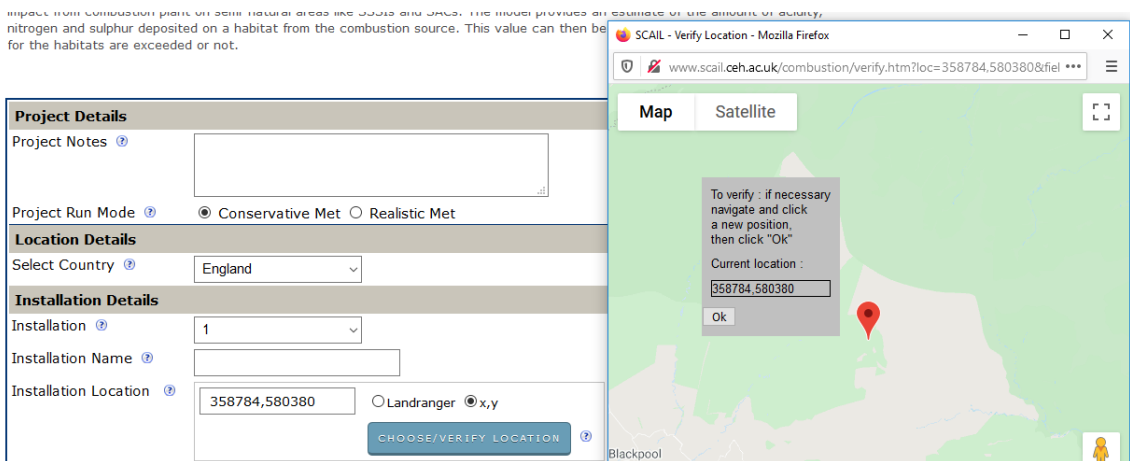 impact from combustion plant on semi natural areas like SSSIs and SACs. The model provides an estimate of the amount of acidity,
nitrogen and sulphur deposited on a habitat from the combustion source. This value can then be
for the habitats are exceeded or not.
Project Details
Project Notes ?
Project Run Mode ? Conservative Met Realistic Met
Location Details
Select Country ? England
Installation Details
Installation ? 1
Installation Name ?
Installation Location ? 358784,580380 Landranger x,y
CHOOSE/VERIFY LOCATION ?
SCAIL - Verify Location - Mozilla Firefox
www.scail.ceh.ac.uk/combustion/verify.htm?loc=358784,580380&fiel
Map Satellite
To verify : if necessary
navigate and click
a new position,
then click "Ok"
Current location :
358784,580380
Ok
Blackpool